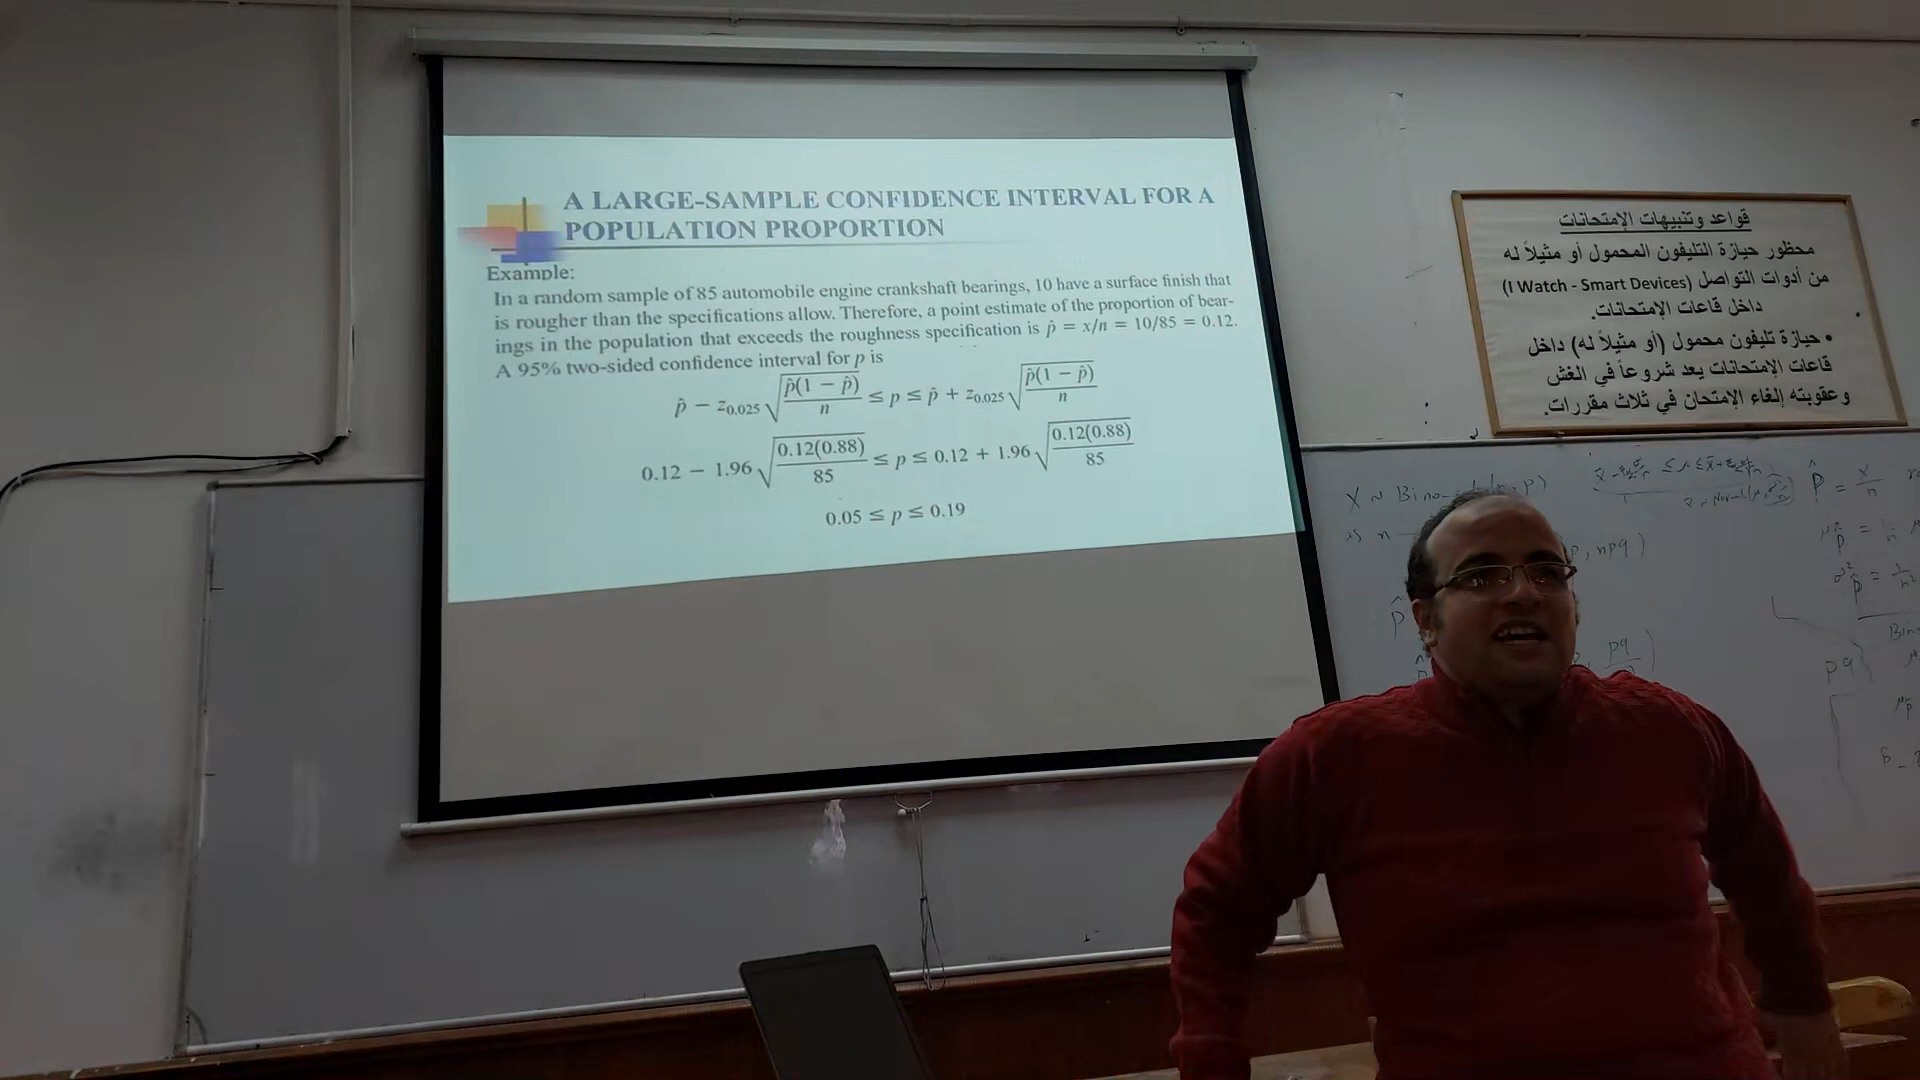 A LARGE-SAMPLE CONFIDENCE INTERVAL FOR A
POPULATION PROPORTION
Example:
In a random sample of 85 automobile engine crankshaft bearings, 10 have a surface finish that
is rougher than the specifications allow. Therefore, a point estimate of the proportion of bear-
ings in the population that exceeds the roughness specification is p̂ = x/n = 10/85 = 0.12.
A 95% two-sided confidence interval for p is
p̂ − z₀.₀₂₅ √(p̂(1 − p̂)/n) ≤ p ≤ p̂ + z₀.₀₂₅ √(p̂(1 − p̂)/n)
0.12 − 1.96 √(0.12(0.88)/85) ≤ p ≤ 0.12 + 1.96 √(0.12(0.88)/85)
0.05 ≤ p ≤ 0.19
قواعد وتنبيهات الإمتحانات
محظور حيازة التليفون المحمول أو مثيلاً له
من أدوات التواصل (I Watch - Smart Devices)
داخل قاعات الإمتحانات.
• حيازة تليفون محمول (أو مثيلاً له) داخل
قاعات الإمتحانات يعد شروعاً في الغش
وعقوبته إلغاء الإمتحان في ثلاث مقررات.
X ~
p̂ = x/n
, npq)
pq